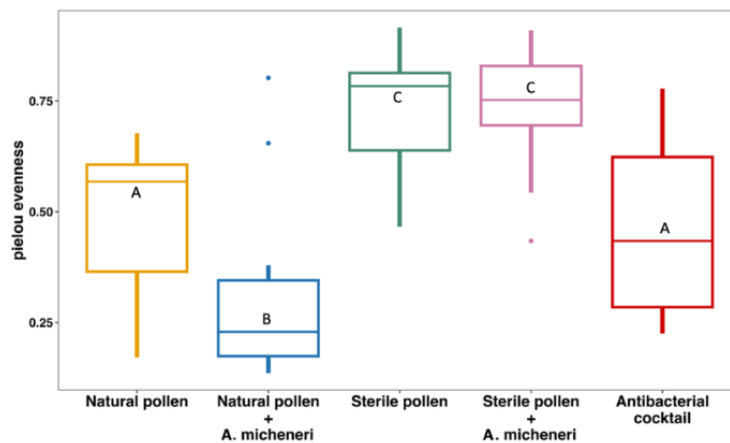 pielou evenness
0.75
0.50
0.25
A
B
C
C
A
Natural pollen
Natural pollen
+
A. micheneri
Sterile pollen
Sterile pollen
+
A. micheneri
Antibacterial
cocktail